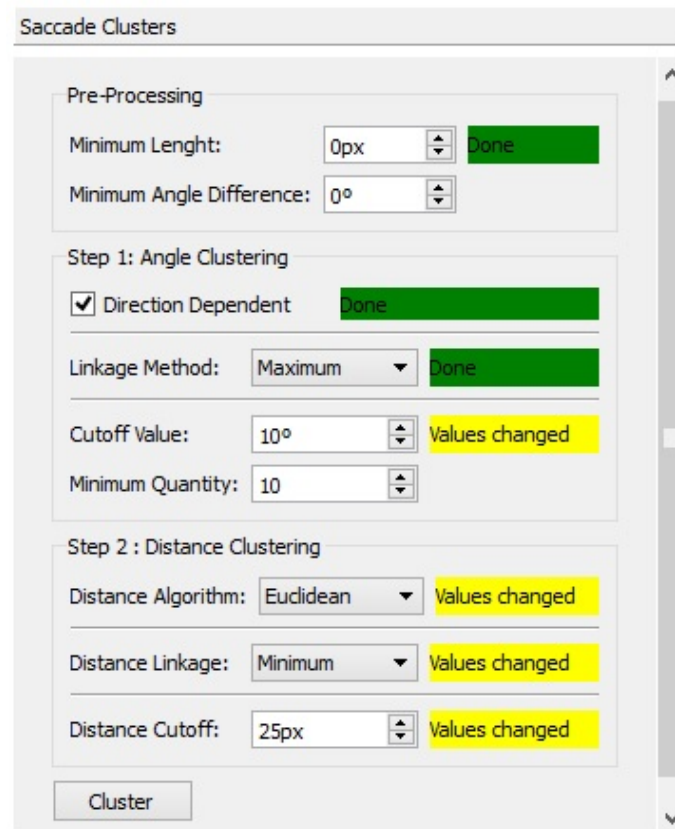 Saccade Clusters
Pre-Processing
Minimum Lenght: 0px Done
Minimum Angle Difference: 0º
Step 1: Angle Clustering
Direction Dependent Done
Linkage Method: Maximum Done
Cutoff Value: 10º Values changed
Minimum Quantity: 10
Step 2 : Distance Clustering
Distance Algorithm: Euclidean Values changed
Distance Linkage: Minimum Values changed
Distance Cutoff: 25px Values changed
Cluster